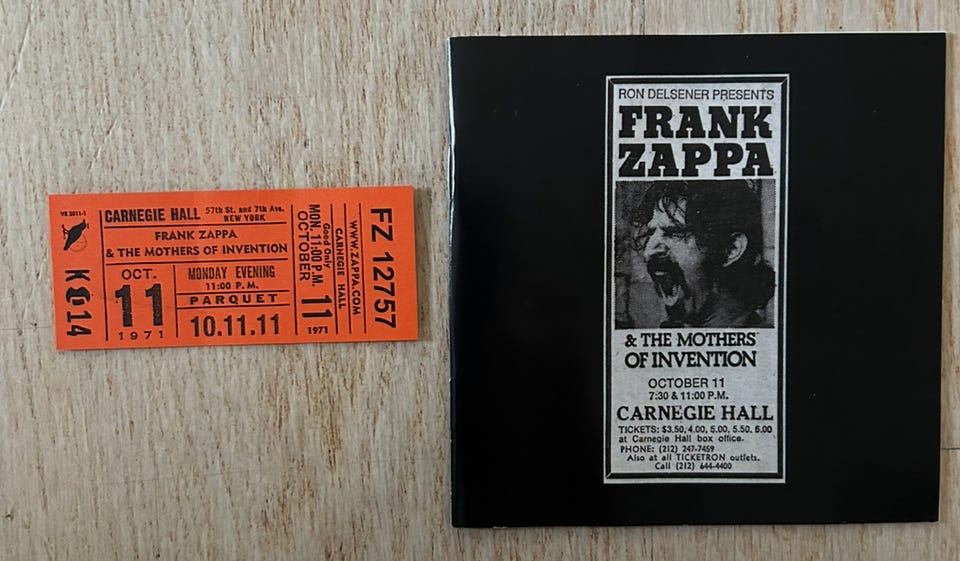 VR 2011-1
K 14
CARNEGIE HALL 57th St. and 7th Ave. NEW YORK
FRANK ZAPPA
& THE MOTHERS OF INVENTION
OCT.
11
1971
MONDAY EVENING
11:00 P. M.
PARQUET
10.11.11
MON. 11:00 P.M.
OCTOBER 11
1971
Good Only
CARNEGIE HALL
WWW.ZAPPA.COM
FZ 12757
RON DELSENER PRESENTS
FRANK
ZAPPA
& THE MOTHERS
OF INVENTION
OCTOBER 11
7:30 & 11:00 P.M.
CARNEGIE HALL
TICKETS: $3.50, 4.00, 5.00, 5.50, 6.00
at Carnegie Hall box office.
PHONE: (212) 247-7459
Also at all TICKETRON outlets.
Call (212) 644-4400